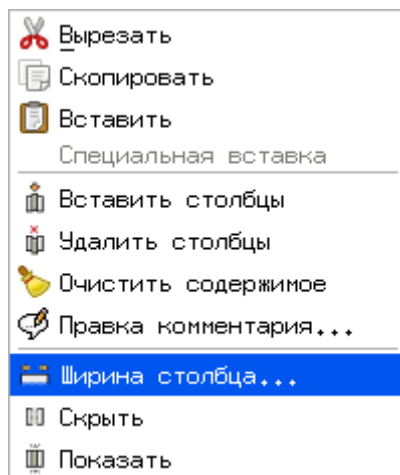 Вырезать
Скопировать
Вставить
Специальная вставка
Вставить столбцы
Удалить столбцы
Очистить содержимое
Правка комментария...
Ширина столбца...
Скрыть
Показать